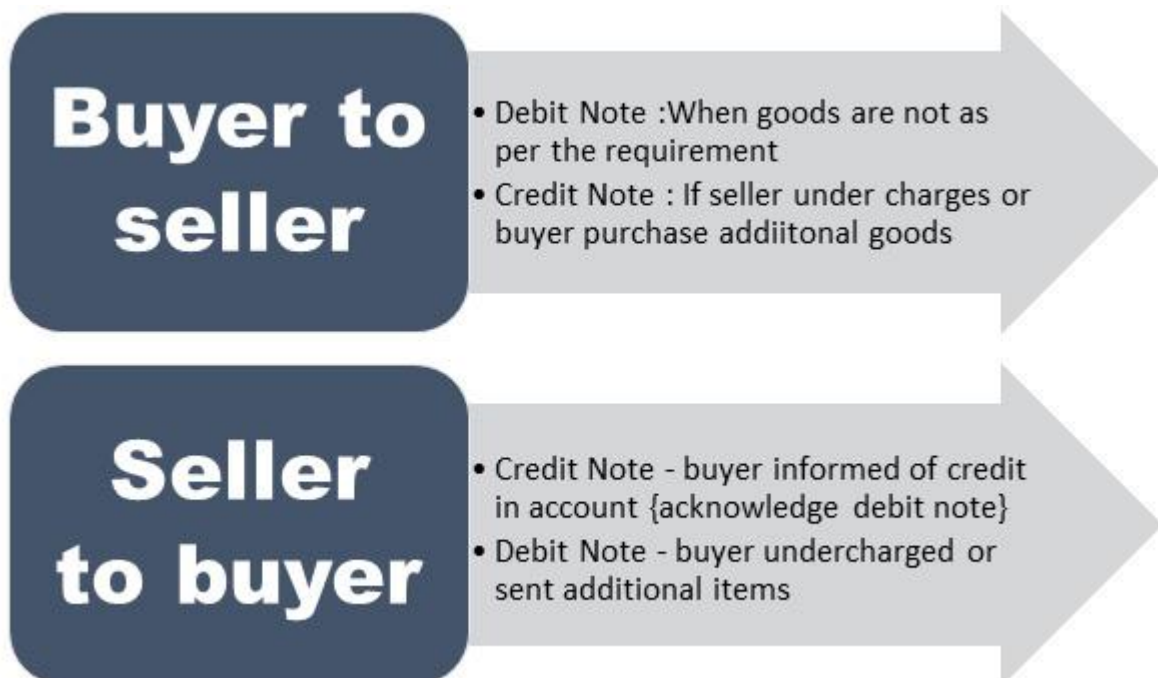 Buyer to
seller
• Debit Note :When goods are not as
per the requirement
• Credit Note : If seller under charges or
buyer purchase addiitonal goods
Seller
to buyer
• Credit Note - buyer informed of credit
in account {acknowledge debit note}
• Debit Note - buyer undercharged or
sent additional items